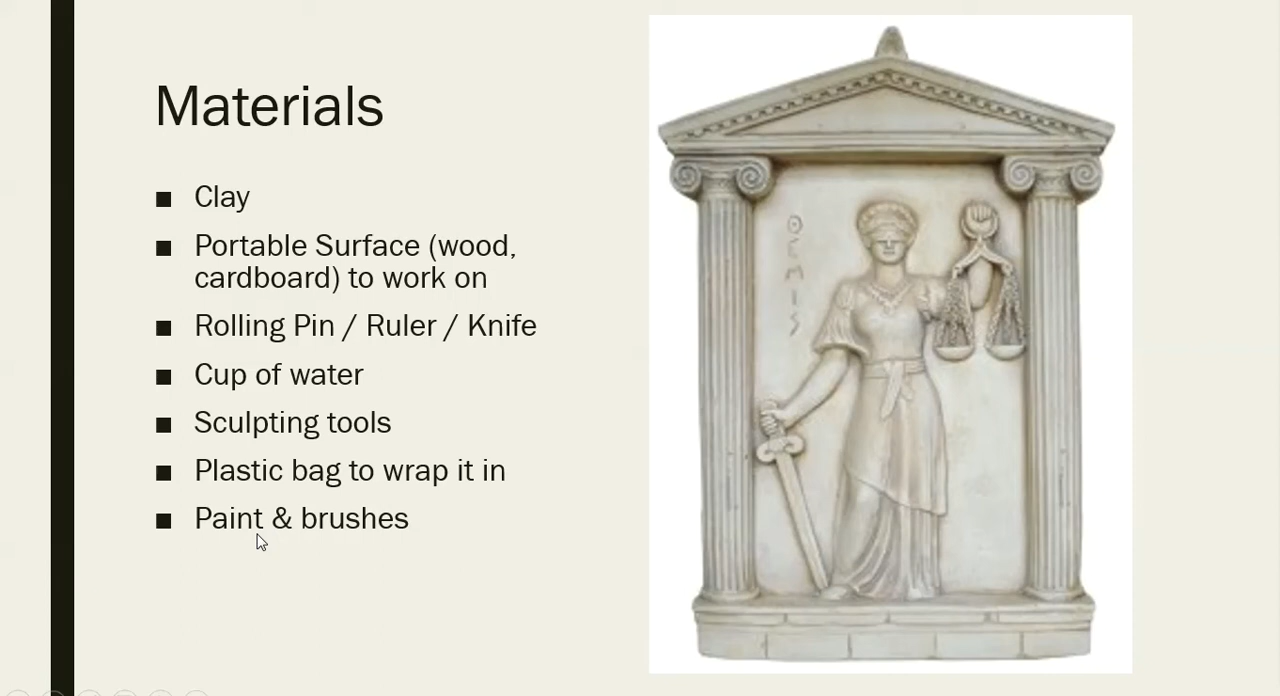 Materials
■ Clay
■ Portable Surface (wood,
cardboard) to work on
■ Rolling Pin / Ruler / Knife
■ Cup of water
■ Sculpting tools
■ Plastic bag to wrap it in
■ Paint & brushes
ΘΕΜΙΣ